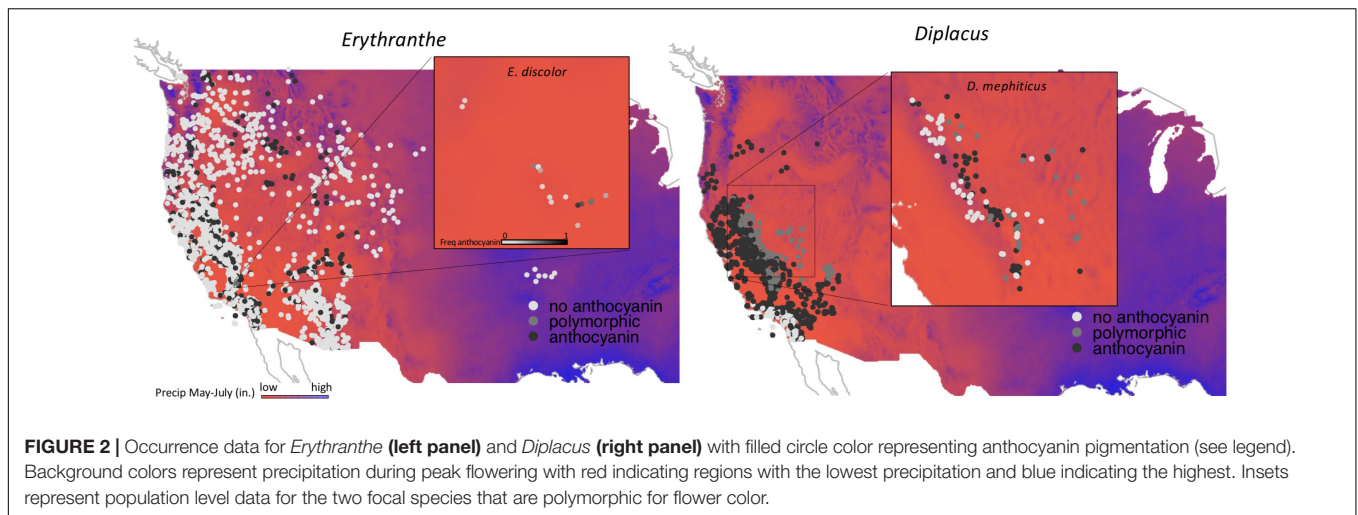 Erythranthe
Diplacus
E. discolor
D. mephiticus
Freq anthocyanin 0 1
no anthocyanin
polymorphic
anthocyanin
no anthocyanin
polymorphic
anthocyanin
Precip May-July (in.) low high
FIGURE 2 | Occurrence data for Erythranthe (left panel) and Diplacus (right panel) with filled circle color representing anthocyanin pigmentation (see legend).
Background colors represent precipitation during peak flowering with red indicating regions with the lowest precipitation and blue indicating the highest. Insets
represent population level data for the two focal species that are polymorphic for flower color.